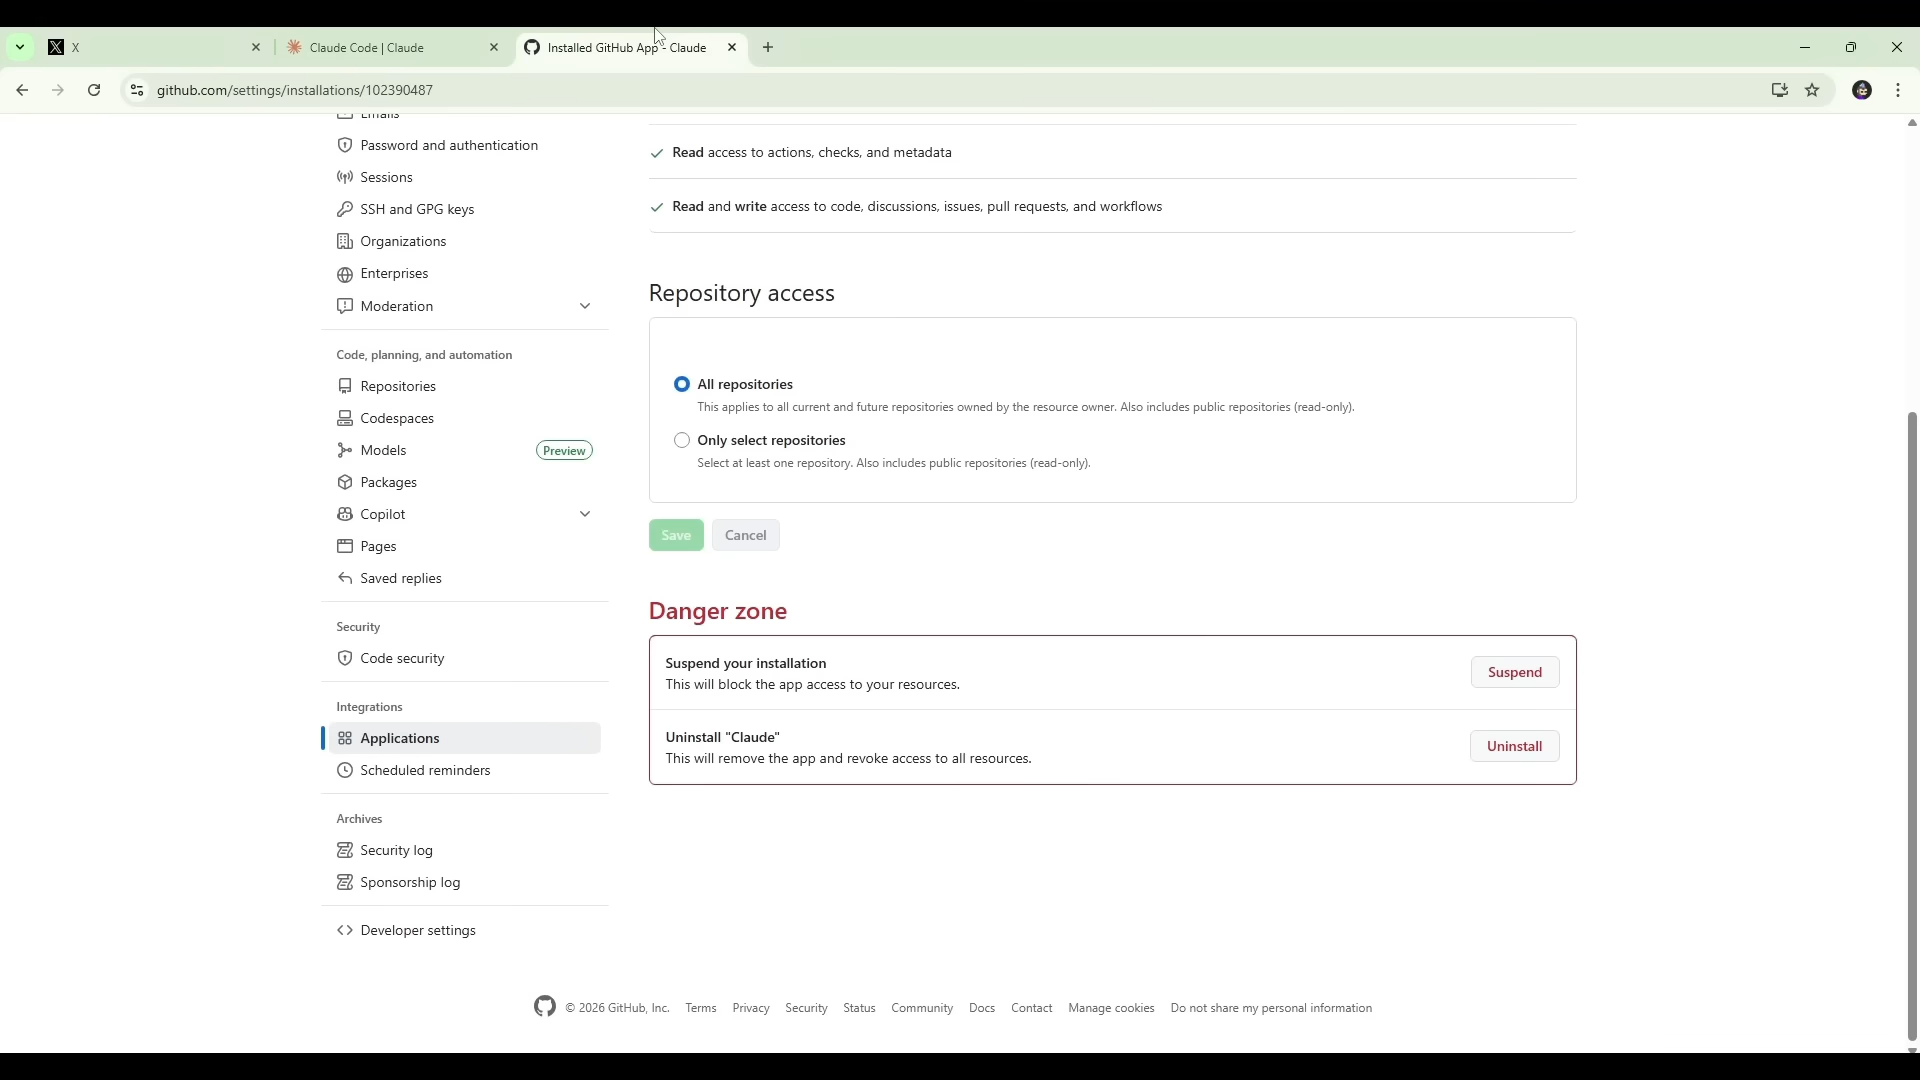 X
Claude Code | Claude
Installed GitHub App - Claude
github.com/settings/installations/102390487
Emails
Password and authentication
Sessions
SSH and GPG keys
Organizations
Enterprises
Moderation
Code, planning, and automation
Repositories
Codespaces
Models
Preview
Packages
Copilot
Pages
Saved replies
Security
Code security
Integrations
Applications
Scheduled reminders
Archives
Security log
Sponsorship log
Developer settings
Read access to actions, checks, and metadata
Read and write access to code, discussions, issues, pull requests, and workflows
Repository access
All repositories
This applies to all current and future repositories owned by the resource owner. Also includes public repositories (read-only).
Only select repositories
Select at least one repository. Also includes public repositories (read-only).
Save Cancel
Danger zone
Suspend your installation
This will block the app access to your resources.
Suspend
Uninstall "Claude"
This will remove the app and revoke access to all resources.
Uninstall
© 2026 GitHub, Inc. Terms Privacy Security Status Community Docs Contact Manage cookies Do not share my personal information